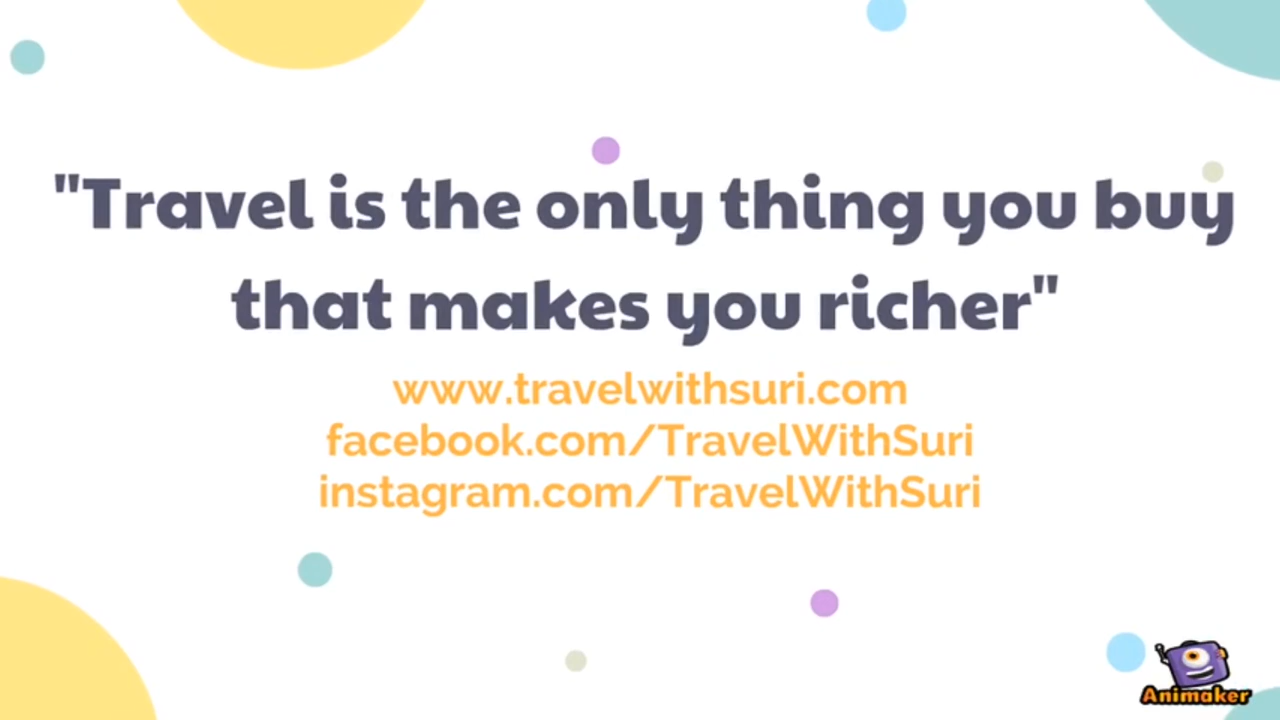 "Travel is the only thing you buy
that makes you richer"
www.travelwithsuri.com
facebook.com/TravelWithSuri
instagram.com/TravelWithSuri
Animaker